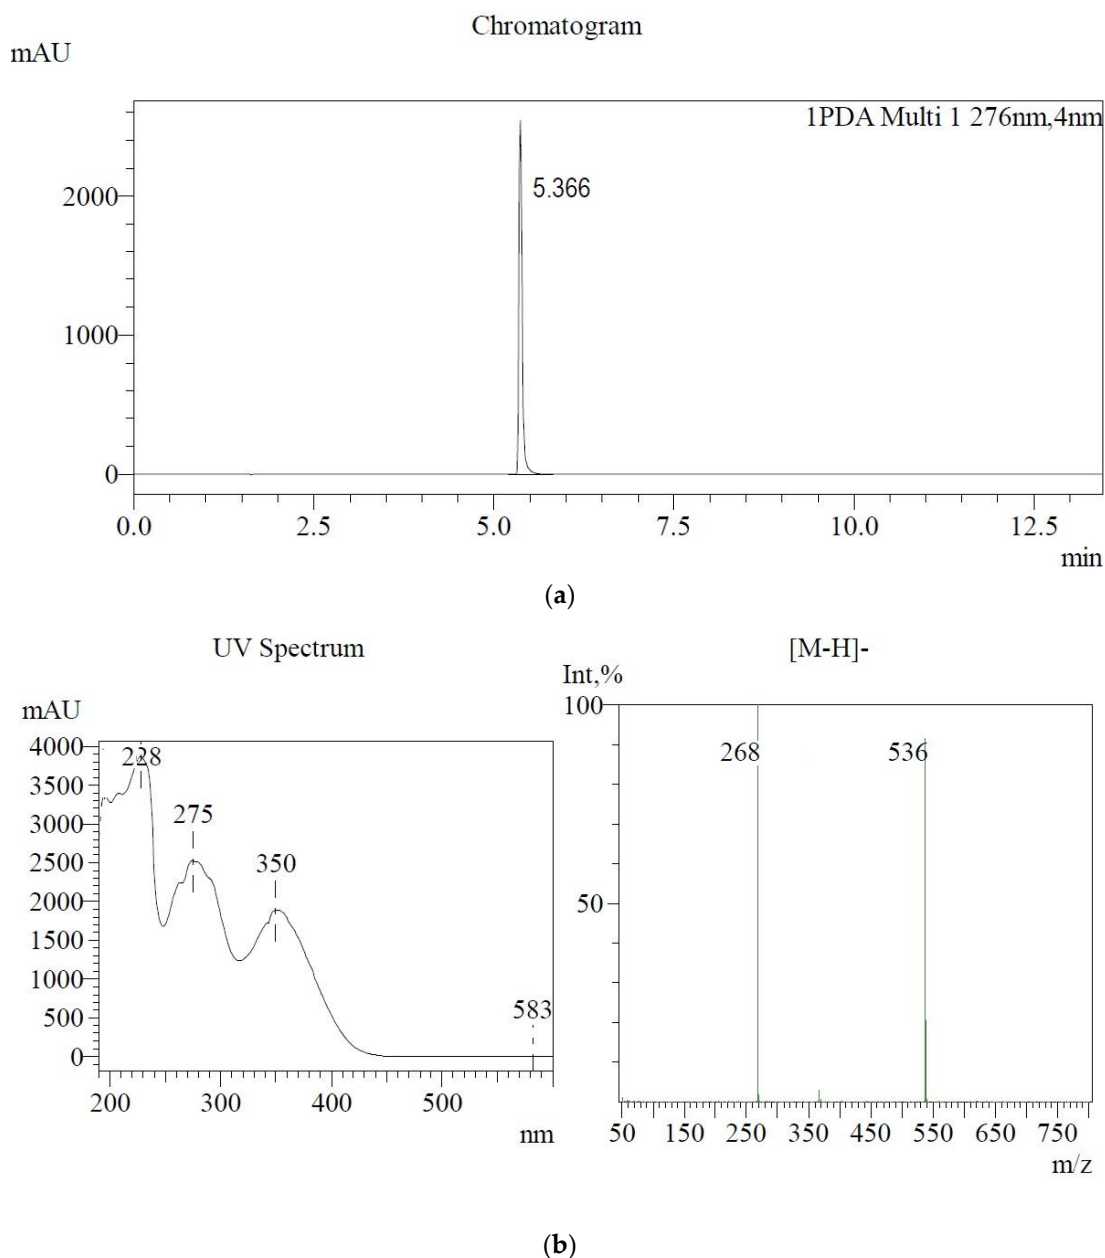 Chromatogram
mAU
1PDA Multi 1 276nm,4nm
2000
5.366
1000
0
0.0 2.5 5.0 7.5 10.0 12.5
min
(a)
UV Spectrum
mAU
4000
228
3500
275
3000
350
2500
2000
1500
1000
583
500
0
200 300 400 500
nm
[M-H]-
Int,%
100
268 536
50
50 150 250 350 450 550 650 750
m/z
(b)